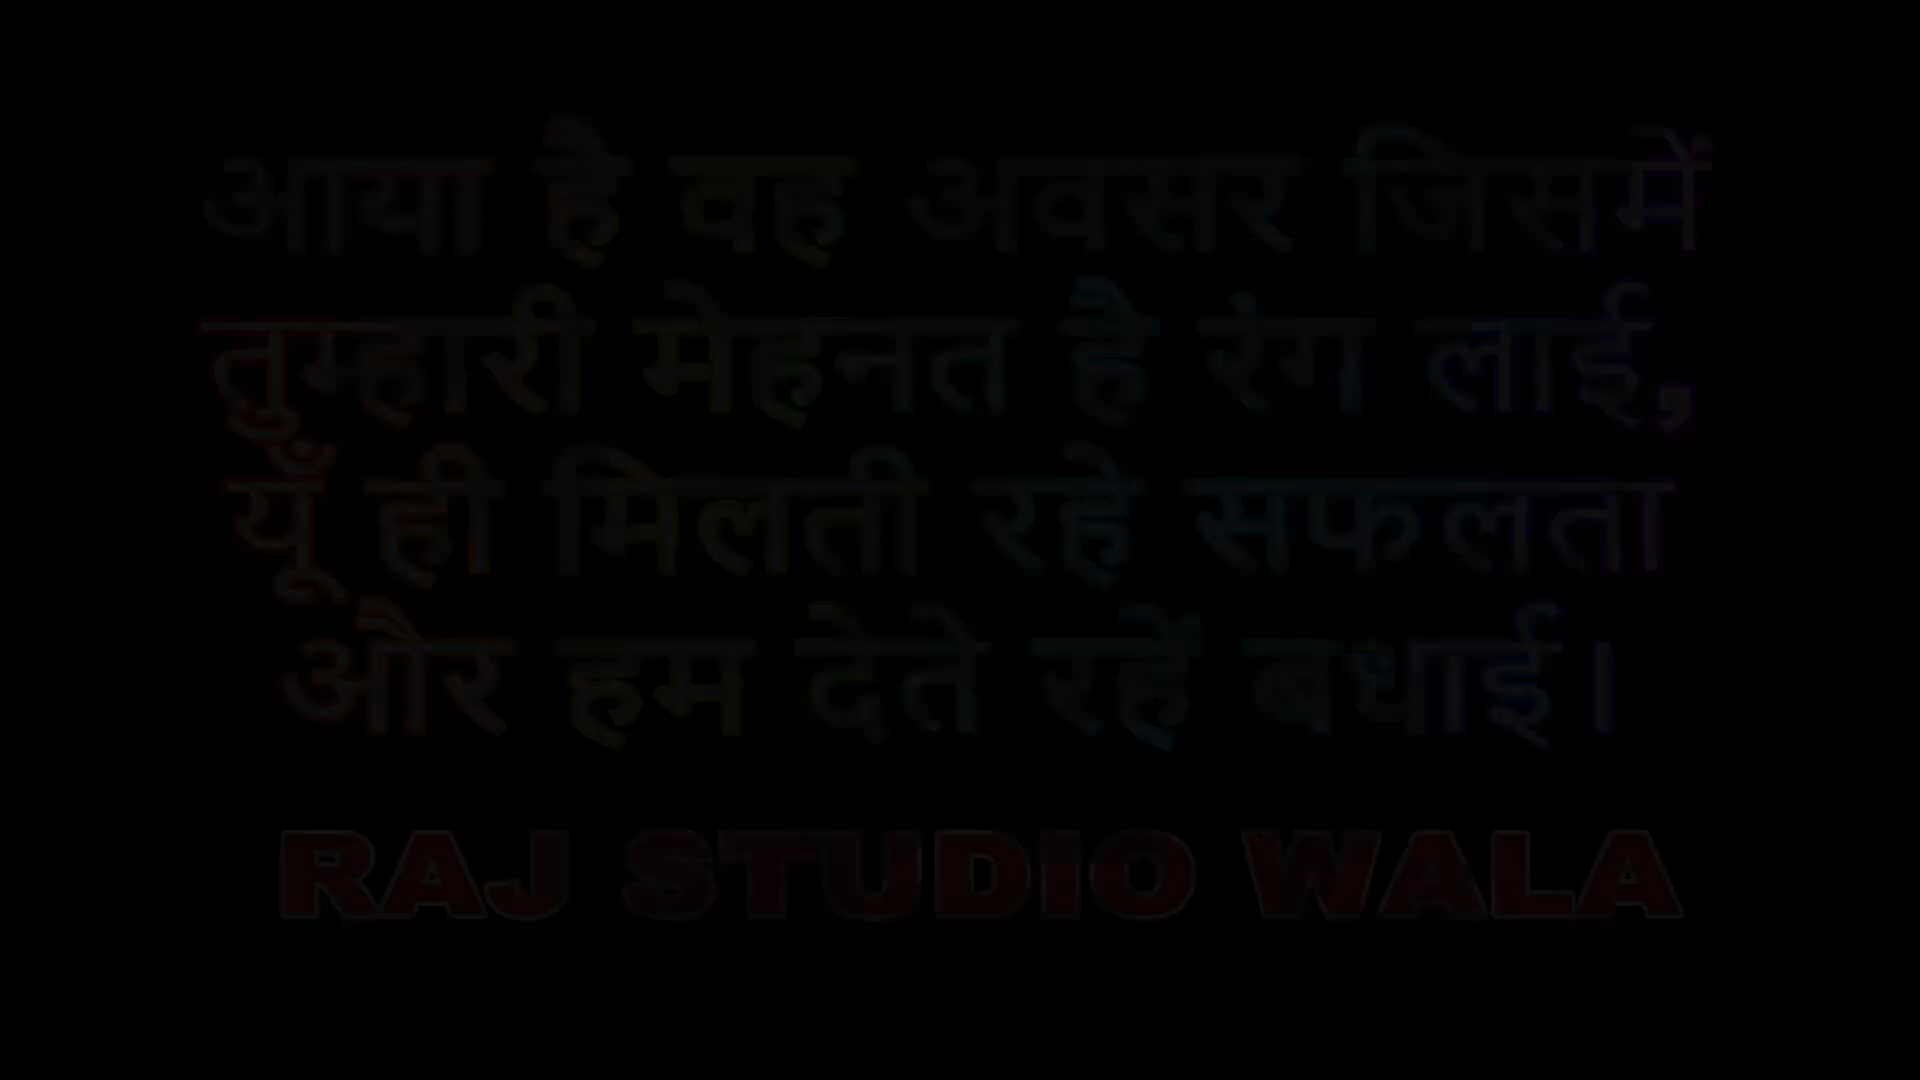 आया है वह अवसर जिसमें
तुम्हारी मेहनत है रंग लाई,
यूँ ही मिलती रहे सफलता
और हम देते रहें बधाई।
RAJ STUDIO WALA